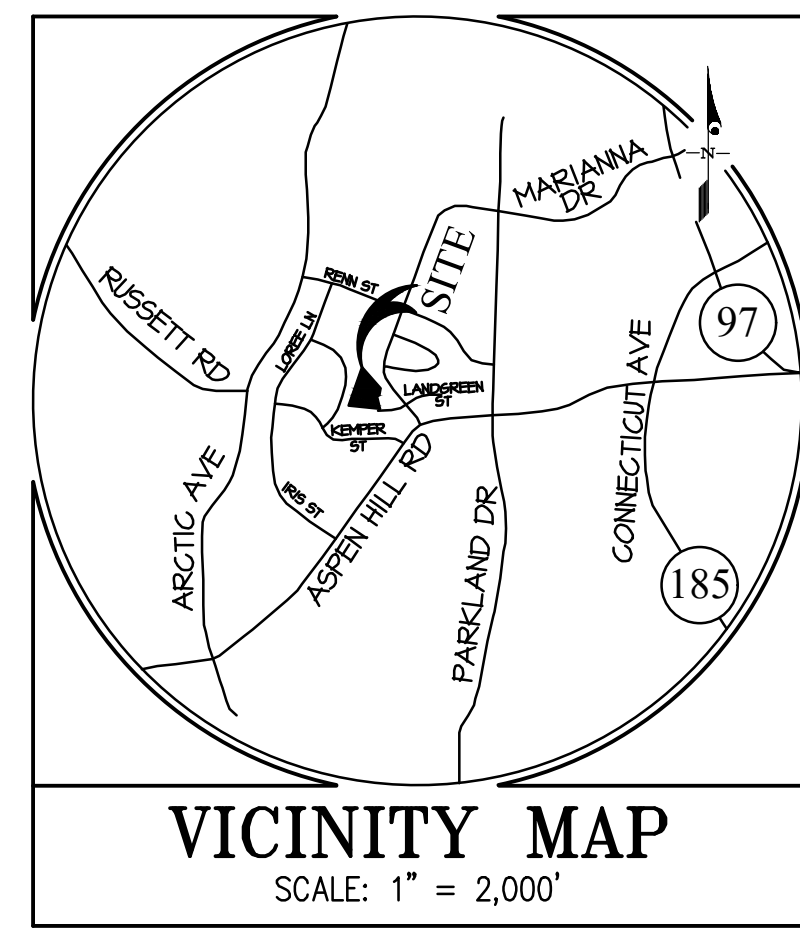 MARIANNA
DR
N
RUSSETT RD
RENN ST
SITE
LOREE LN
97
CONNECTICUT AVE
LANDGREEN
ST
KEMPER
ST
ARCTIC AVE
IRIS ST
ASPEN HILL RD
PARKLAND DR
185
VICINITY MAP
SCALE: 1" = 2,000'